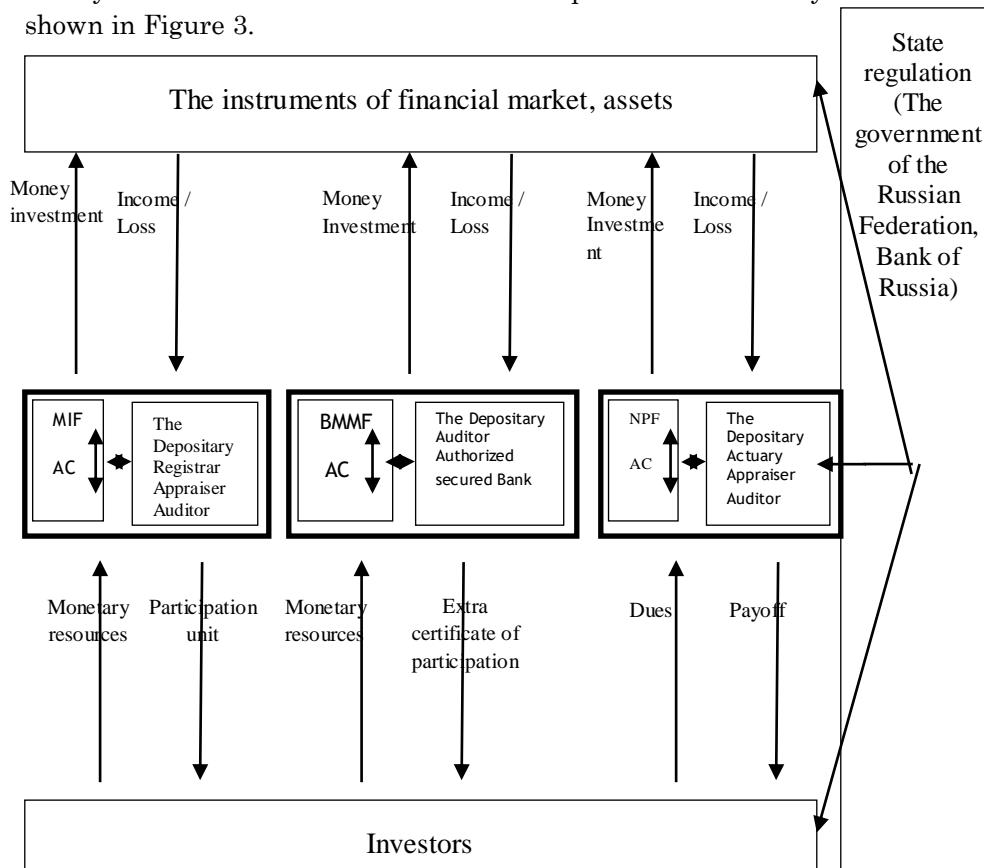 shown in Figure 3.
The instruments of financial market, assets
State
regulation
(The
government
of the
Russian
Federation,
Bank of
Russia)
Money
investment
Income /
Loss
Money
Investment
Income /
Loss
Money
Investme
nt
Income /
Loss
MIF
AC
The
Depositary
Registrar
Appraiser
Auditor
BMMF
AC
The Depositary
Auditor
Authorized
secured Bank
NPF
AC
The
Depositary
Actuary
Appraiser
Auditor
Monetary
resources
Participation
unit
Monetary
resources
Extra
certificate of
participation
Dues
Payoff
Investors